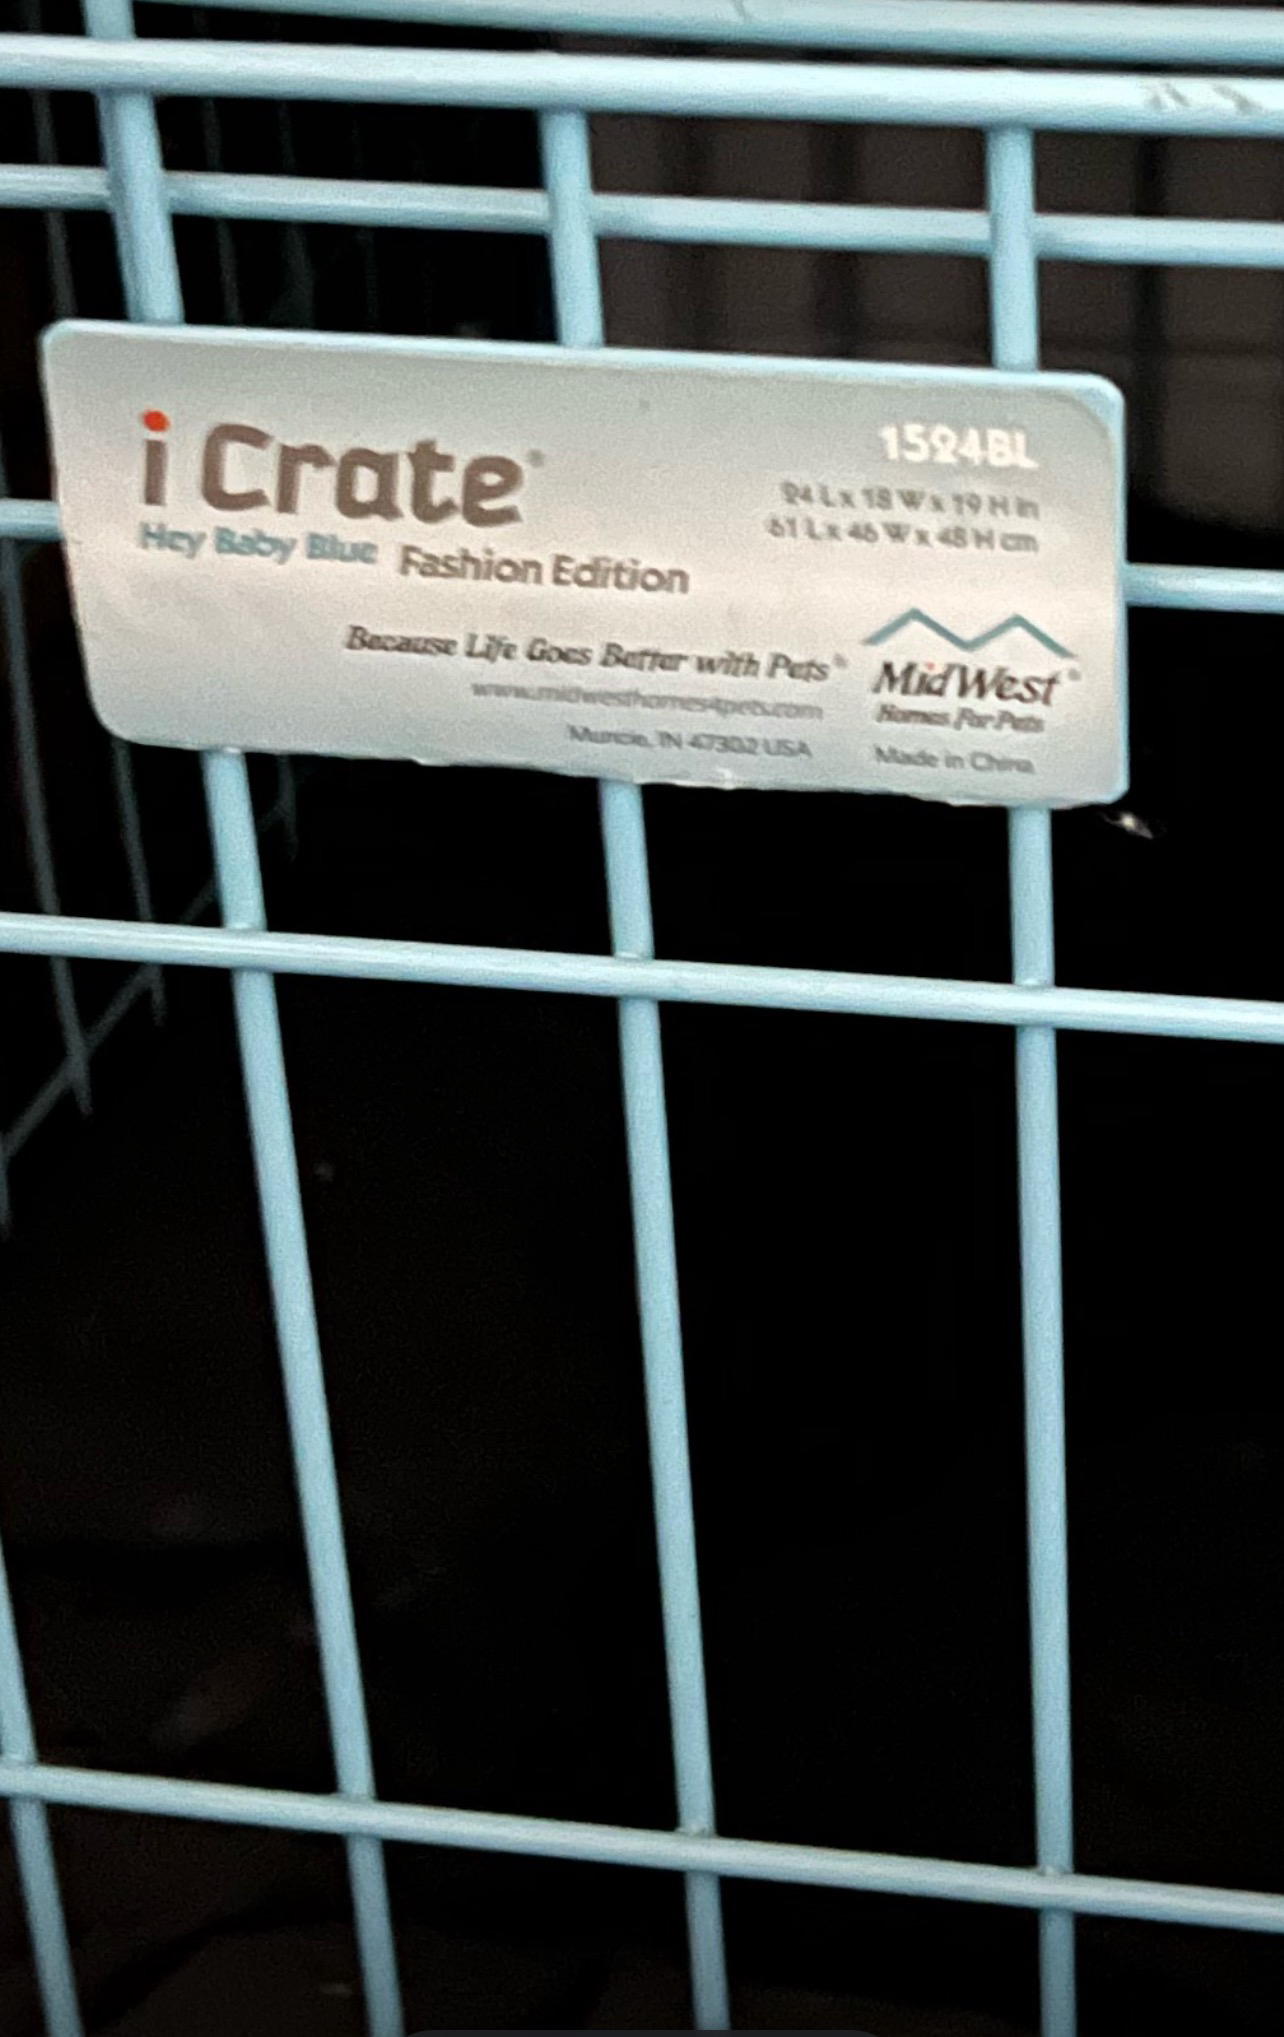 i Crate®
Hey Baby Blue Fashion Edition
1524BL
24 L x 18 W x 19 H in
61 L x 46 W x 48 H cm
Because Life Goes Better with Pets®
www.midwesthomes4pets.com
Muncie, IN 47302 USA
MidWest®
Homes For Pets
Made in China